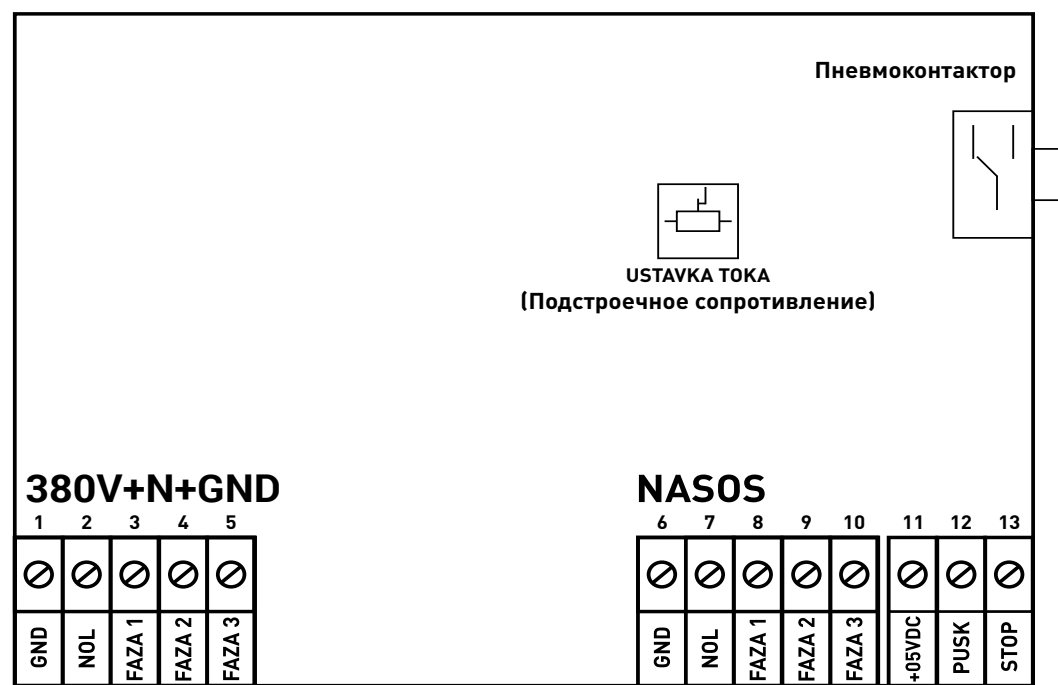 Пневмоконтактор
USTAVKA TOKA
(Подстроечное сопротивление)
380V+N+GND
1 2 3 4 5
GND NOL FAZA 1 FAZA 2 FAZA 3
NASOS
6 7 8 9 10 11 12 13
GND NOL FAZA 1 FAZA 2 FAZA 3 +05VDC PUSK STOP